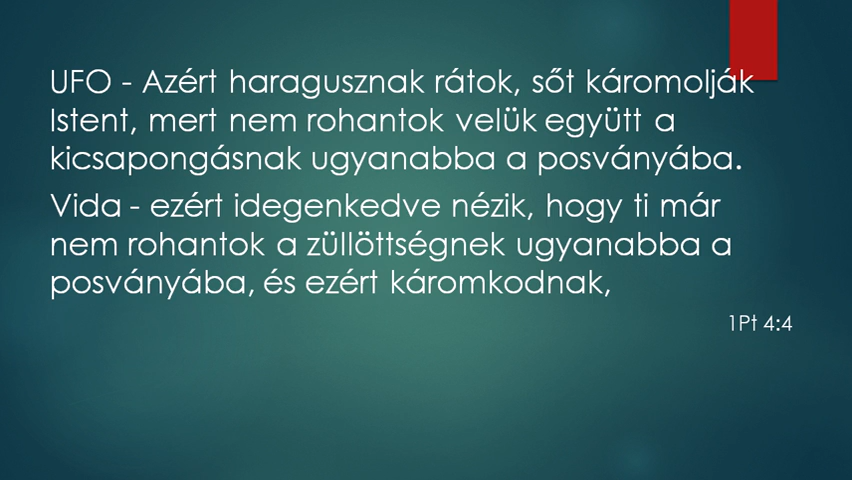 UFO - Azért haragusznak rátok, sőt káromolják
Istent, mert nem rohantok velük együtt a
kicsapongásnak ugyanabba a posványába.
Vida - ezért idegenkedve nézik, hogy ti már
nem rohantok a züllöttségnek ugyanabba a
posványába, és ezért káromkodnak,
1Pt 4:4